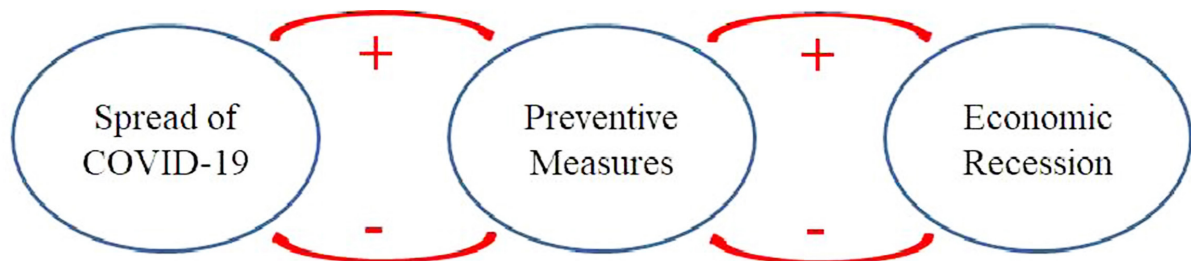 +
+
Spread of
COVID-19
Preventive
Measures
Economic
Recession
-
-